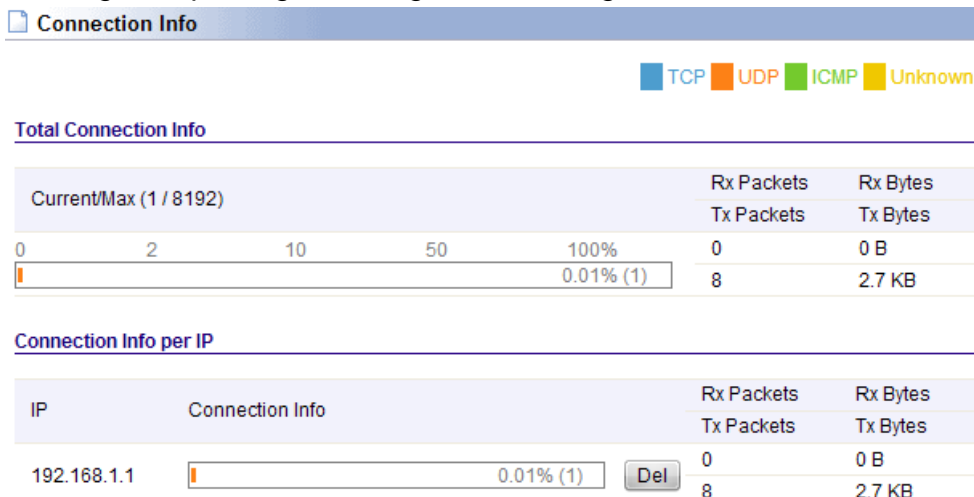 Connection Info
TCP UDP ICMP Unknown
Total Connection Info
Current/Max (1 / 8192) Rx Packets Rx Bytes
Tx Packets Tx Bytes
0 2 10 50 100% 0 0 B
0.01% (1) 8 2.7 KB
Connection Info per IP
IP Connection Info Rx Packets Rx Bytes
Tx Packets Tx Bytes
192.168.1.1 0.01% (1) Del 0 0 B
8 2.7 KB